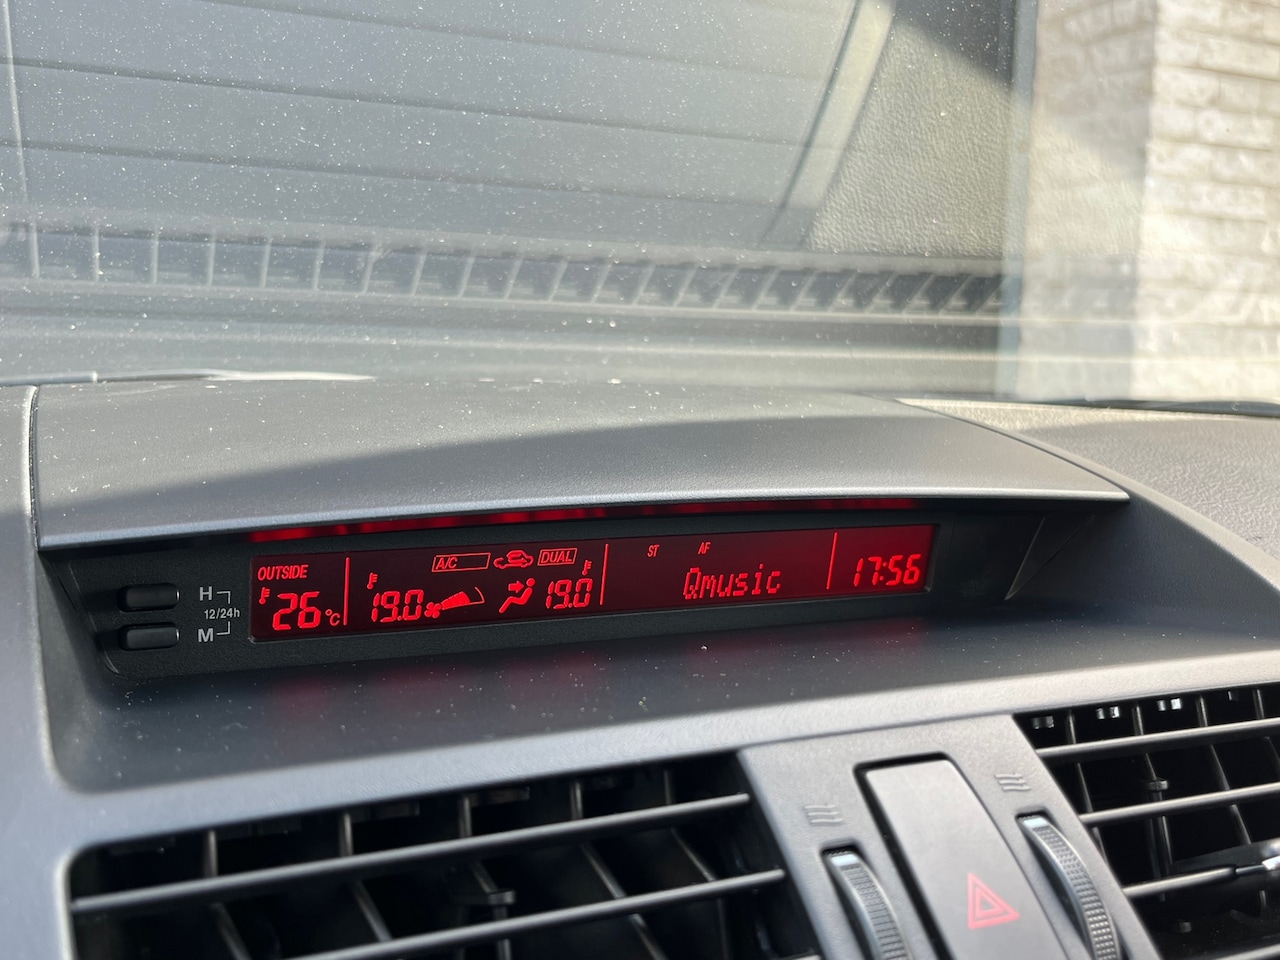 H
12/24h
M
OUTSIDE
26°C
19.0
A/C
DUAL
19.0
ST AF
Qmusic
17:56